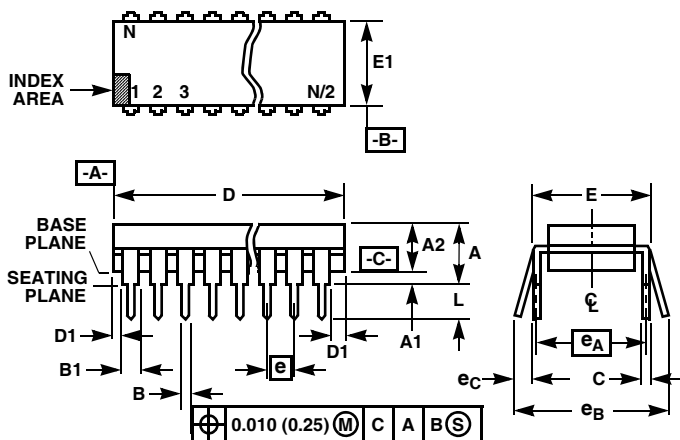 N
E1
INDEX
AREA
1 2 3 N/2
-B-
-A-
D
E
BASE
PLANE
A2
A
-C-
SEATING
PLANE
L
D1
B1
B
e
D1
A1
C L
eA
eC
C
eB
0.010 (0.25) M C A B S